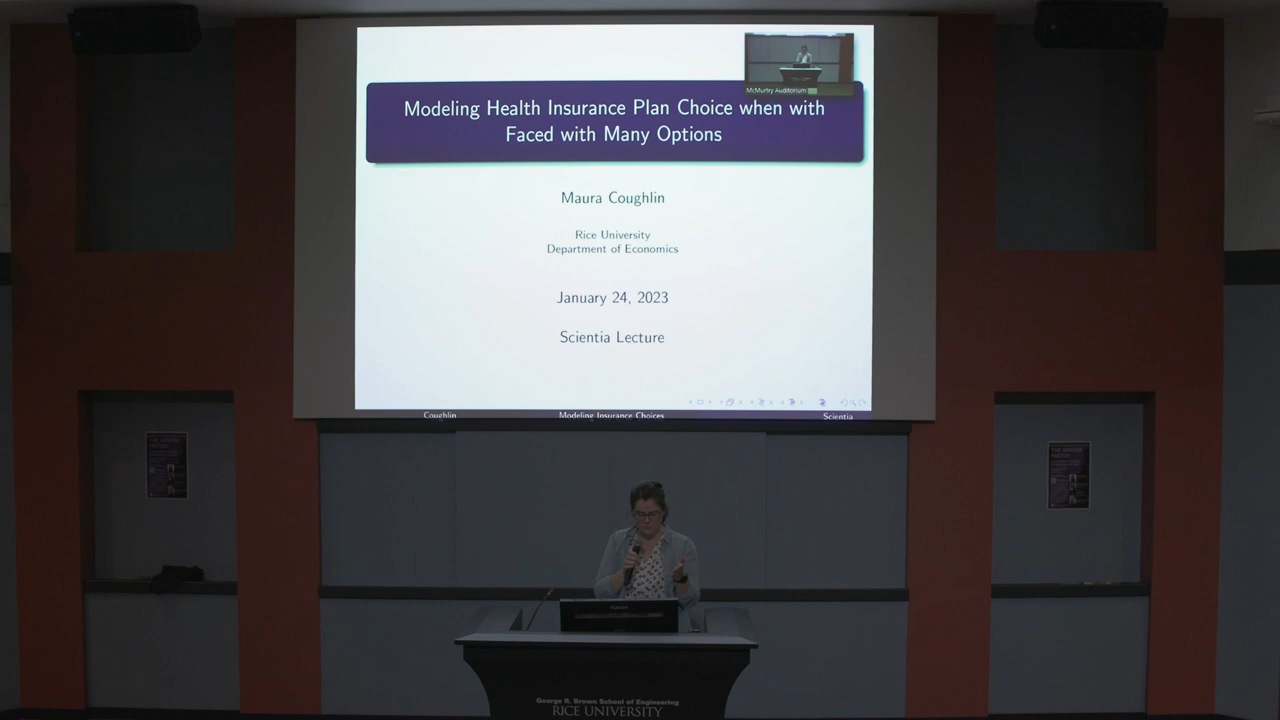 McMurtry Auditorium
Modeling Health Insurance Plan Choice when with
Faced with Many Options
Maura Coughlin
Rice University
Department of Economics
January 24, 2023
Scientia Lecture
Coughlin
Modeling Insurance Choices
Scientia
George R. Brown School of Engineering
RICE UNIVERSITY